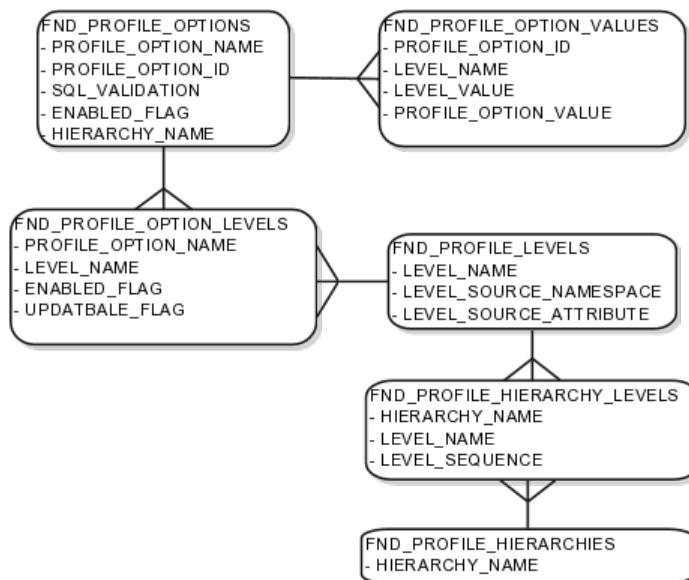 FND_PROFILE_OPTIONS
- PROFILE_OPTION_NAME
- PROFILE_OPTION_ID
- SQL_VALIDATION
- ENABLED_FLAG
- HIERARCHY_NAME
FND_PROFILE_OPTION_VALUES
- PROFILE_OPTION_ID
- LEVEL_NAME
- LEVEL_VALUE
- PROFILE_OPTION_VALUE
FND_PROFILE_OPTION_LEVELS
- PROFILE_OPTION_NAME
- LEVEL_NAME
- ENABLED_FLAG
- UPDATBALE_FLAG
FND_PROFILE_LEVELS
- LEVEL_NAME
- LEVEL_SOURCE_NAMESPACE
- LEVEL_SOURCE_ATTRIBUTE
FND_PROFILE_HIERARCHY_LEVELS
- HIERARCHY_NAME
- LEVEL_NAME
- LEVEL_SEQUENCE
FND_PROFILE_HIERARCHIES
- HIERARCHY_NAME